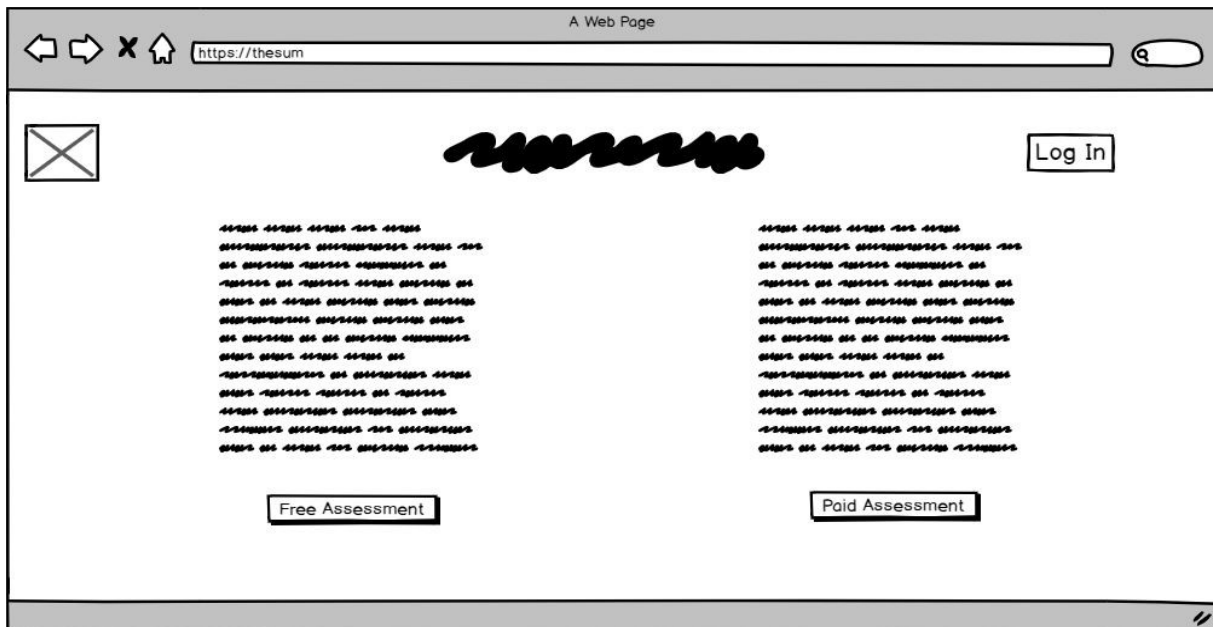 A Web Page
https://thesum
Log In
Free Assessment
Paid Assessment